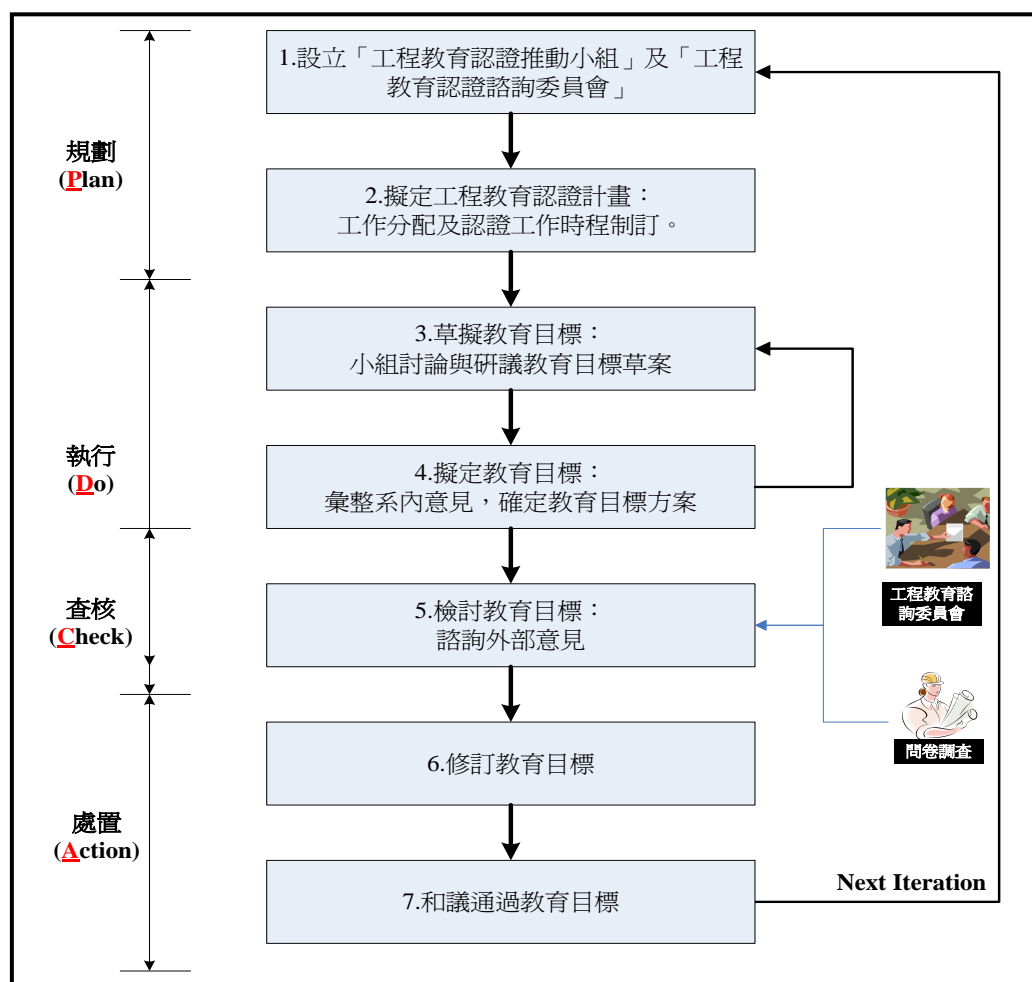 1.設立「工程教育認證推動小組」及「工程
教育認證諮詢委員會」
規劃
(Plan)
2.擬定工程教育認證計畫：
工作分配及認證工作時程制訂。
3.草擬教育目標：
小組討論與研議教育目標草案
執行
(Do)
4.擬定教育目標：
彙整系內意見，確定教育目標方案
工程教育諮
詢委員會
查核
(Check)
5.檢討教育目標：
諮詢外部意見
問卷調查
6.修訂教育目標
處置
(Action)
Next Iteration
7.和議通過教育目標